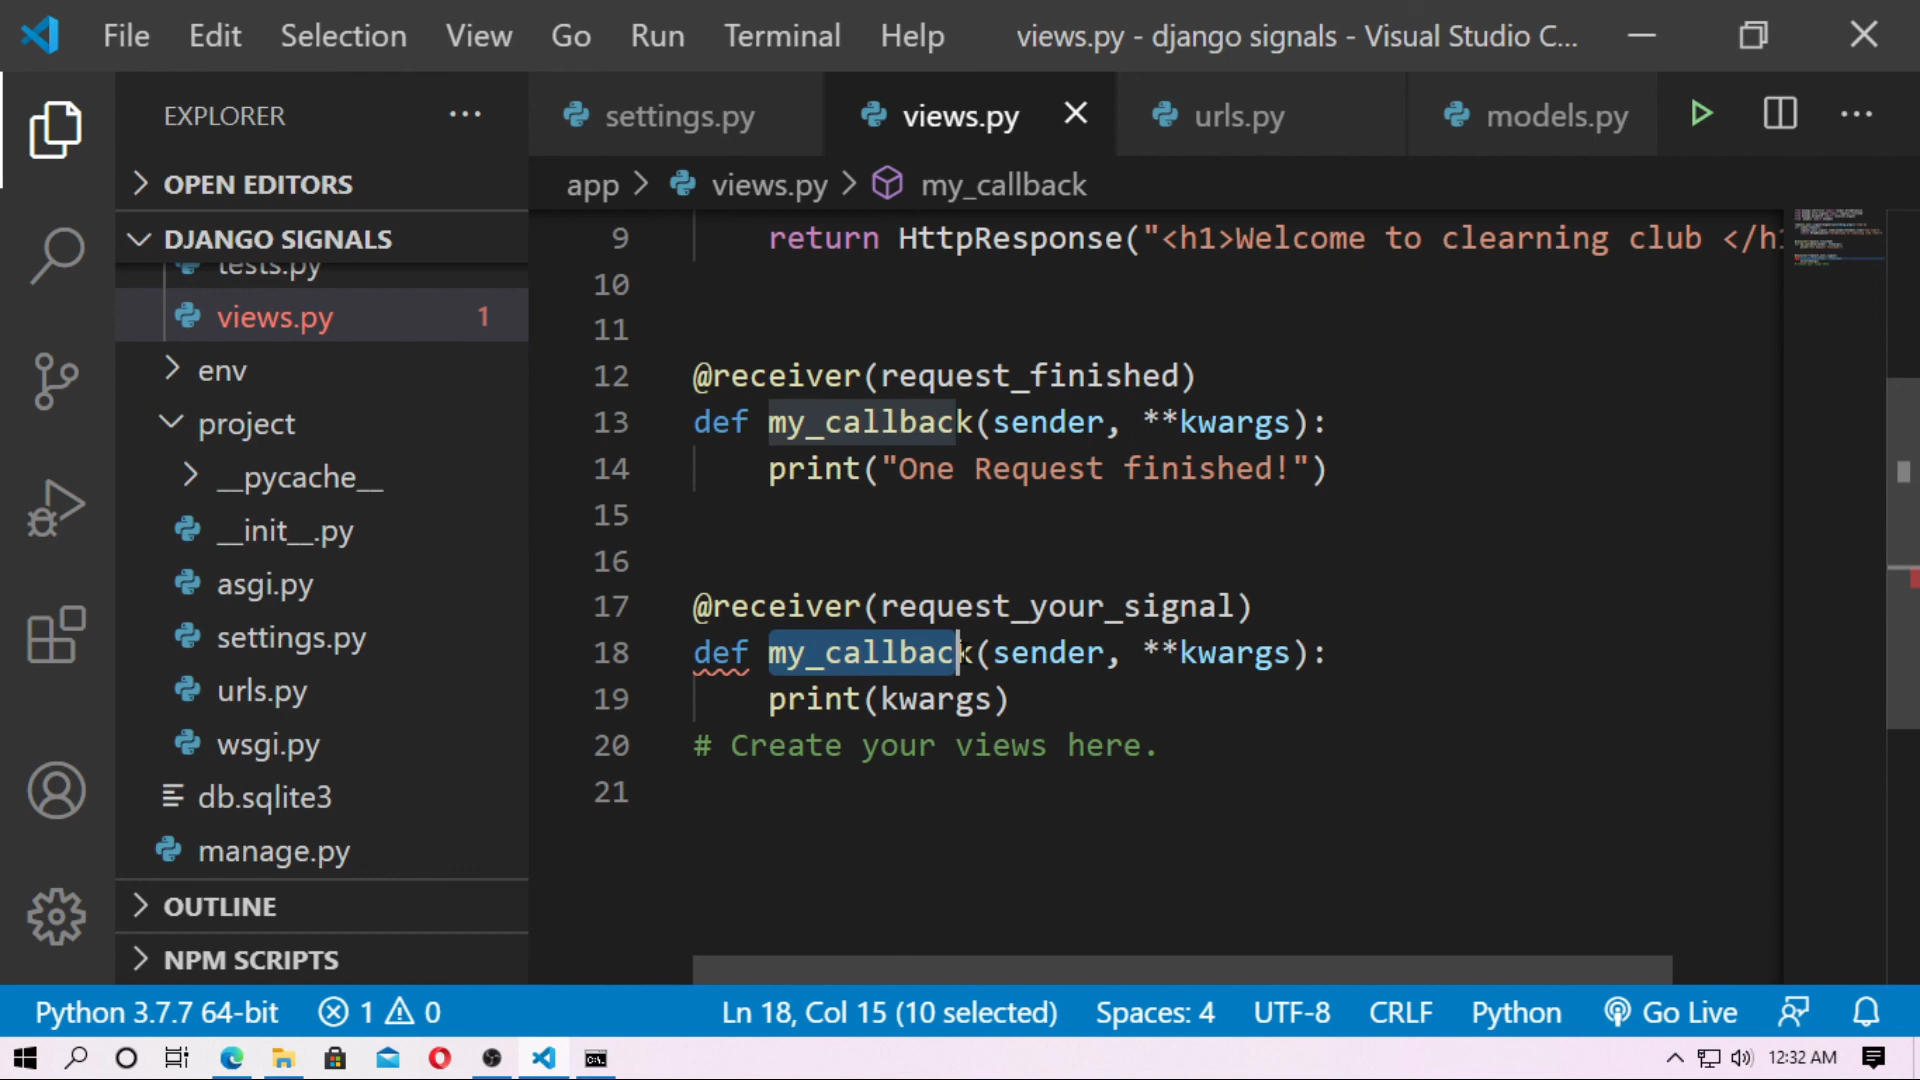 File Edit Selection View Go Run Terminal Help views.py - django signals - Visual Studio C...
EXPLORER
settings.py views.py urls.py models.py
OPEN EDITORS
app > views.py > my_callback
DJANGO SIGNALS
tests.py
views.py 1
env
project
__pycache__
__init__.py
asgi.py
settings.py
urls.py
wsgi.py
db.sqlite3
manage.py
OUTLINE
NPM SCRIPTS
9 return HttpResponse("<h1>Welcome to clearning club </h1
10
11
12 @receiver(request_finished)
13 def my_callback(sender, **kwargs):
14 print("One Request finished!")
15
16
17 @receiver(request_your_signal)
18 def my_callback(sender, **kwargs):
19 print(kwargs)
20 # Create your views here.
21
Python 3.7.7 64-bit 1 0 Ln 18, Col 15 (10 selected) Spaces: 4 UTF-8 CRLF Python Go Live
12:32 AM